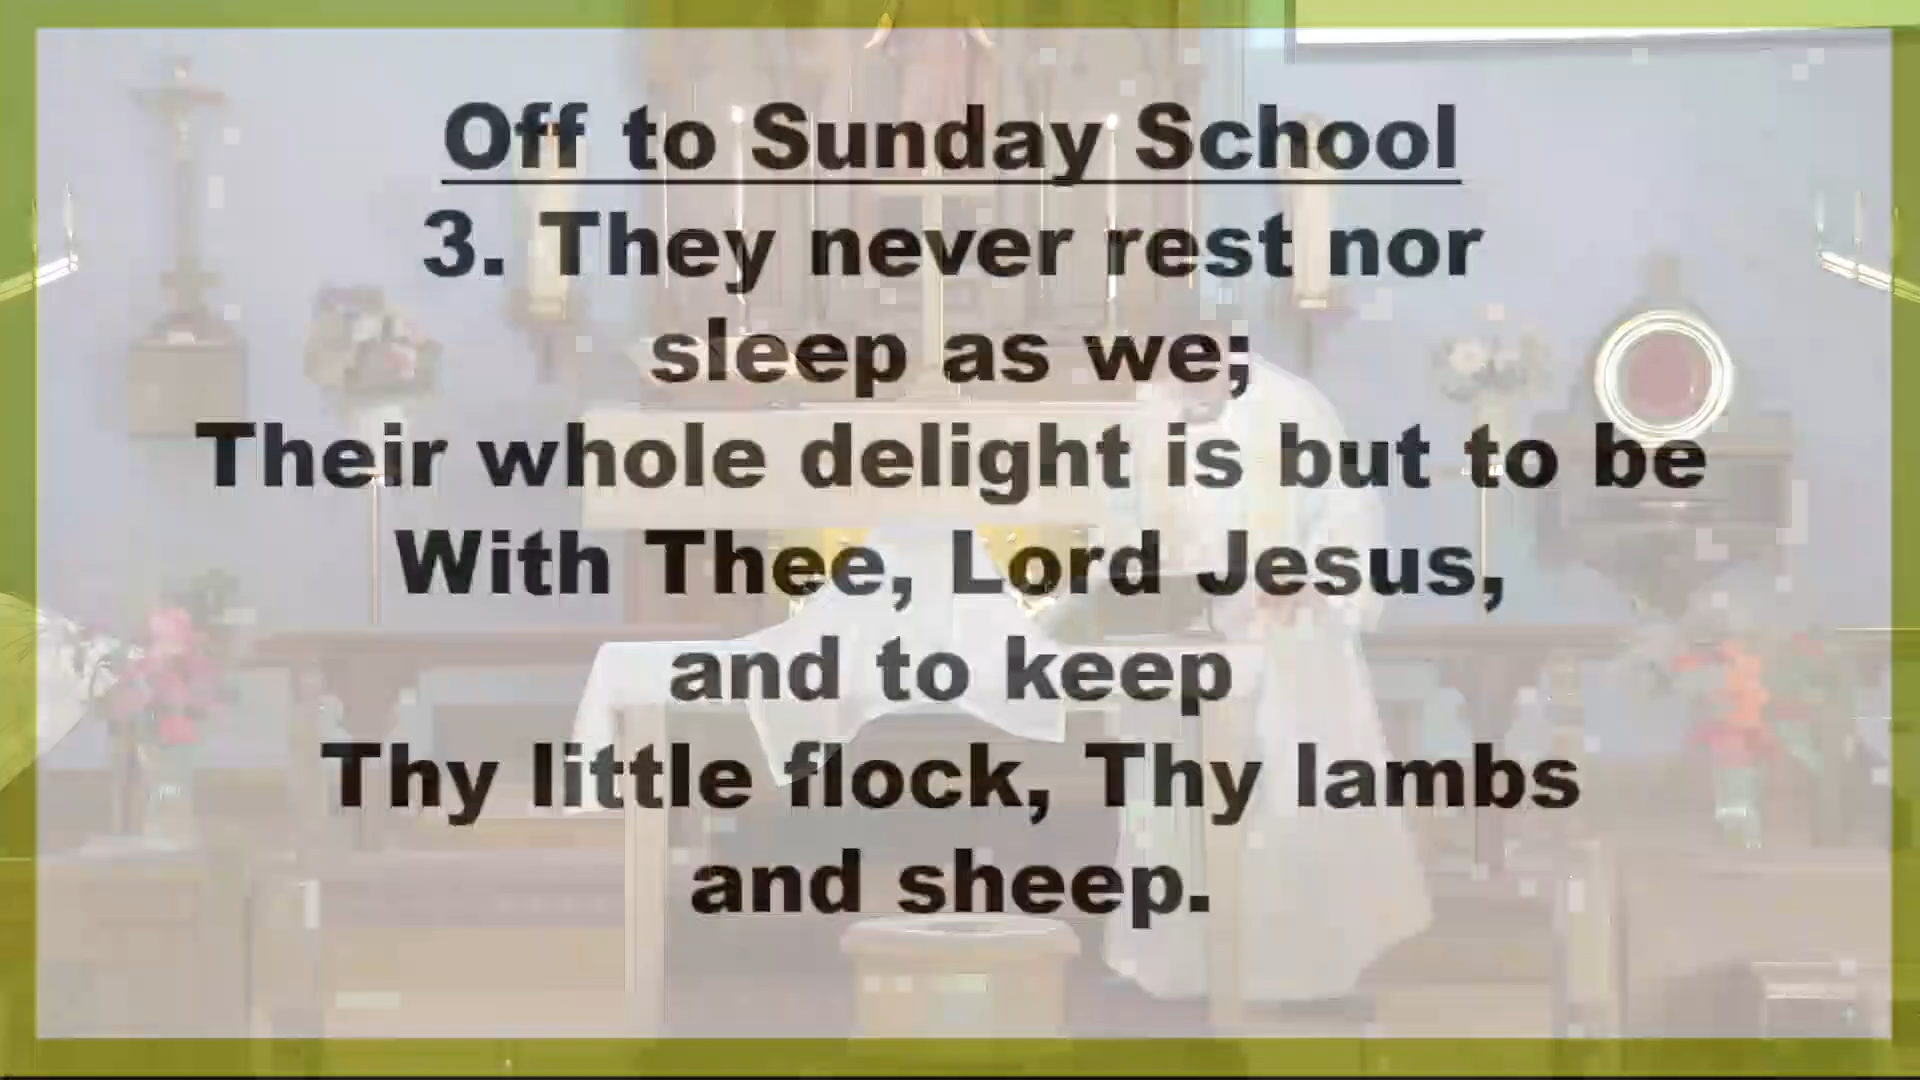 Off to Sunday School
3. They never rest nor
sleep as we;
Their whole delight is but to be
With Thee, Lord Jesus,
and to keep
Thy little flock, Thy lambs
and sheep.